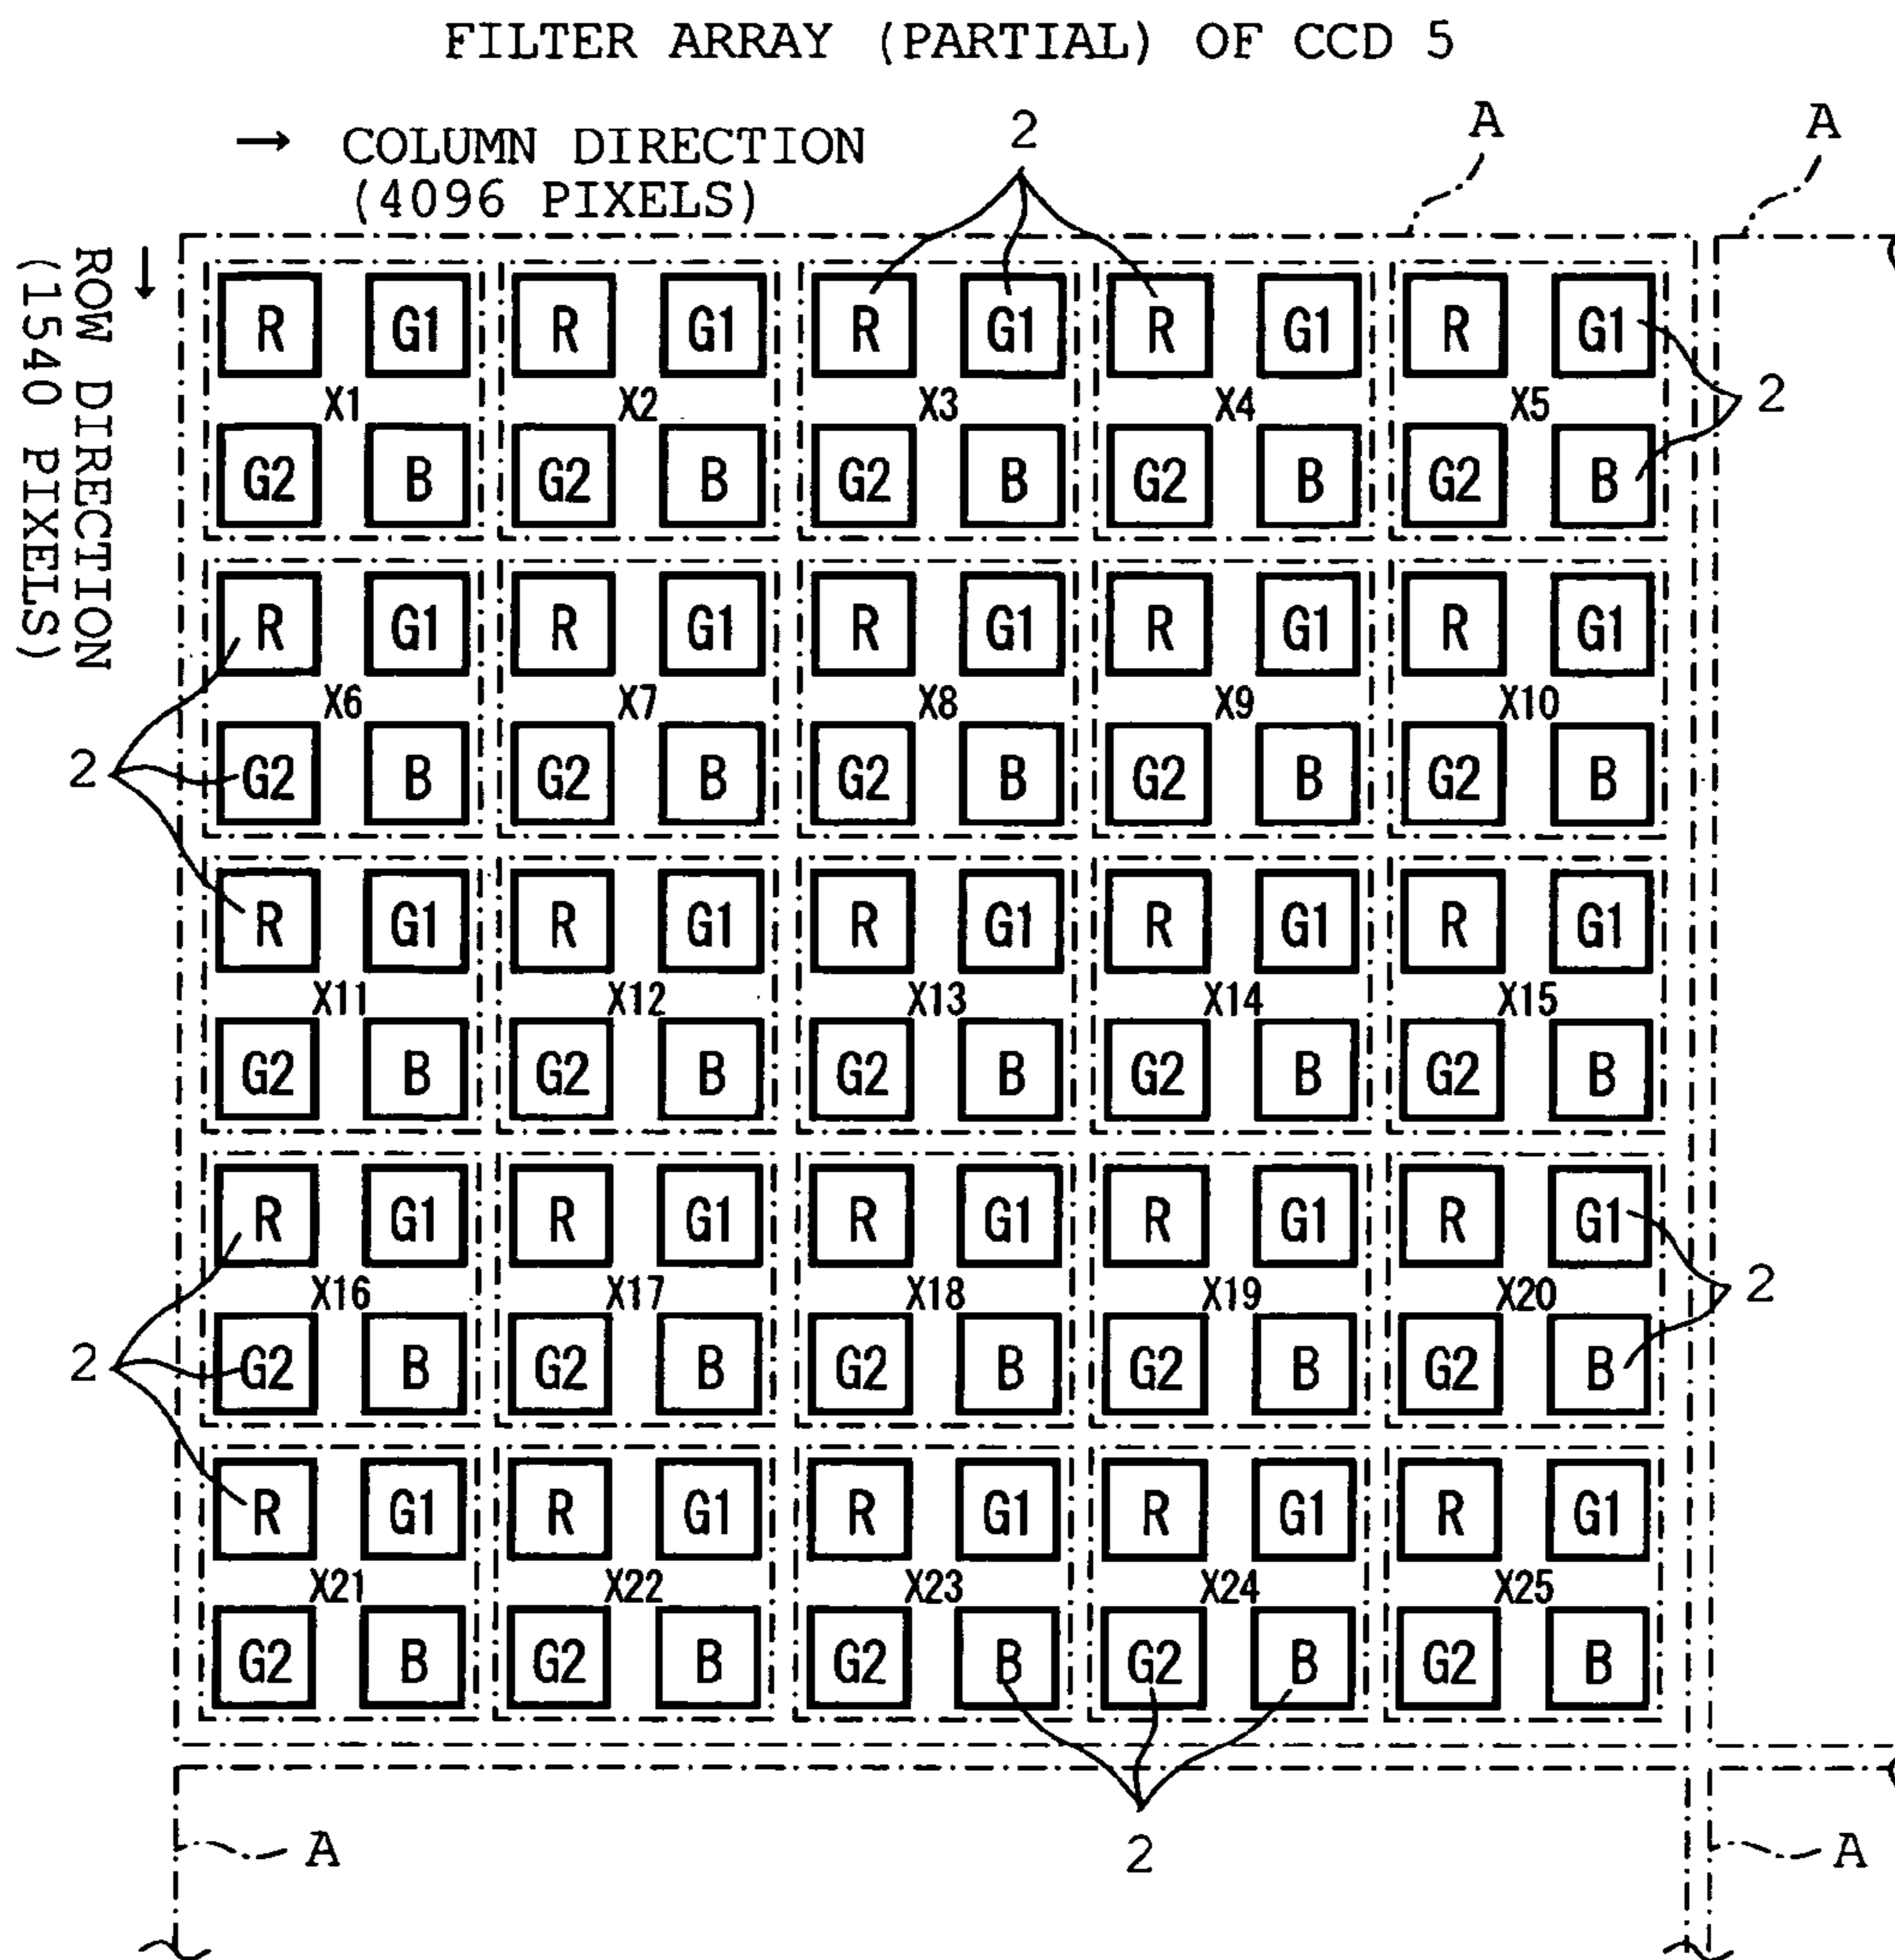 FILTER ARRAY (PARTIAL) OF CCD 5
→ COLUMN DIRECTION
(4096 PIXELS)
2
A
A
ROW DIRECTION
(1540 PIXELS)
R G1 R G1 R G1 R G1 R G1
X1 X2 X3 X4 X5
2
G2 B G2 B G2 B G2 B G2 B
R G1 R G1 R G1 R G1 R G1
X6 X7 X8 X9 X10
2
G2 B G2 B G2 B G2 B G2 B
R G1 R G1 R G1 R G1 R G1
X11 X12 X13 X14 X15
G2 B G2 B G2 B G2 B G2 B
R G1 R G1 R G1 R G1 R G1
X16 X17 X18 X19 X20
2
2
G2 B G2 B G2 B G2 B G2 B
R G1 R G1 R G1 R G1 R G1
X21 X22 X23 X24 X25
G2 B G2 B G2 B G2 B G2 B
A
2
A